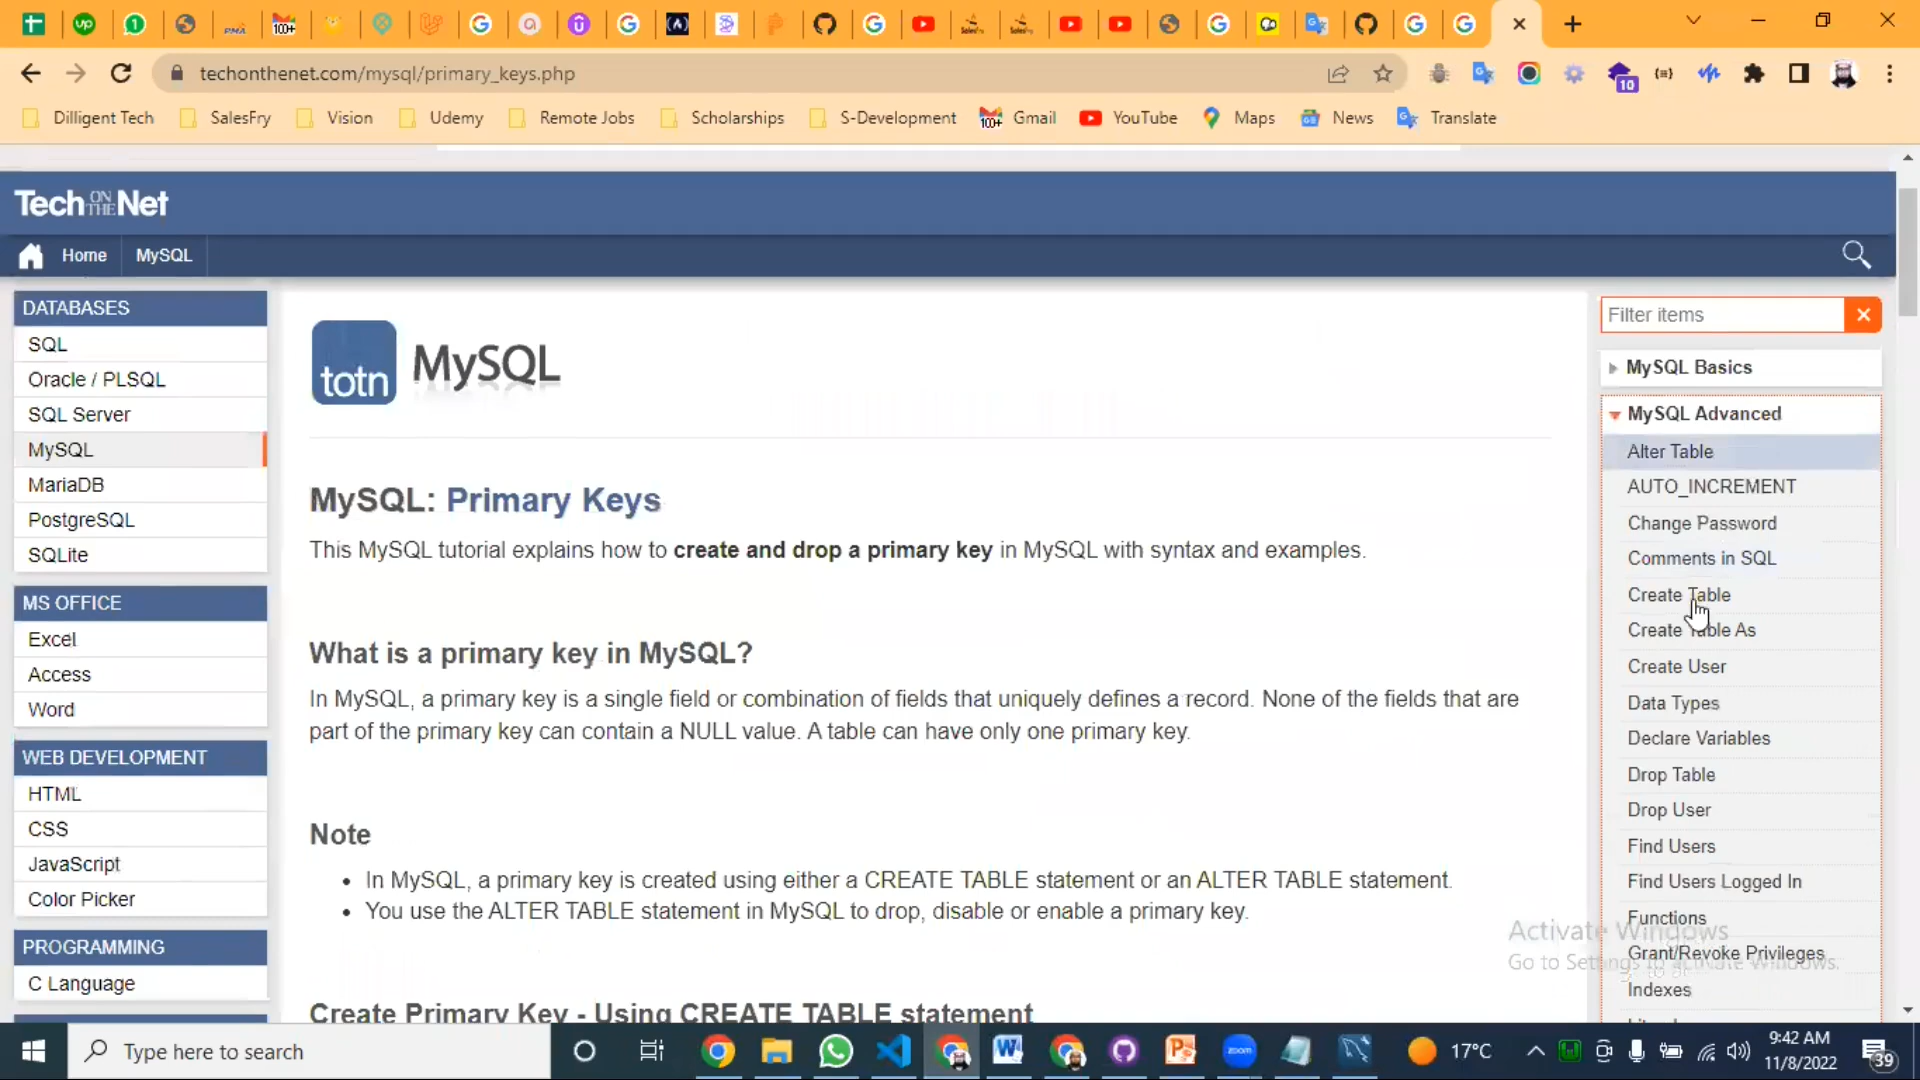 100+
techonthenet.com/mysql/primary_keys.php
10
Dilligent Tech
SalesFry
Vision
Udemy
Remote Jobs
Scholarships
S-Development
100+
Gmail
YouTube
Maps
News
Translate
Tech ON THE Net
Home
MySQL
DATABASES
SQL
Oracle / PLSQL
SQL Server
MySQL
MariaDB
PostgreSQL
SQLite
MS OFFICE
Excel
Access
Word
WEB DEVELOPMENT
HTML
CSS
JavaScript
Color Picker
PROGRAMMING
C Language
totn
MySQL
MySQL: Primary Keys
This MySQL tutorial explains how to create and drop a primary key in MySQL with syntax and examples.
What is a primary key in MySQL?
In MySQL, a primary key is a single field or combination of fields that uniquely defines a record. None of the fields that are
part of the primary key can contain a NULL value. A table can have only one primary key.
Note
• In MySQL, a primary key is created using either a CREATE TABLE statement or an ALTER TABLE statement.
• You use the ALTER TABLE statement in MySQL to drop, disable or enable a primary key.
Create Primary Key - Using CREATE TABLE statement
Filter items
MySQL Basics
MySQL Advanced
Alter Table
AUTO_INCREMENT
Change Password
Comments in SQL
Create Table
Create Table As
Create User
Data Types
Declare Variables
Drop Table
Drop User
Find Users
Find Users Logged In
Functions
Grant/Revoke Privileges
Indexes
Activate Windows
Go to Settings to activate Windows.
Type here to search
zoom
17°C
9:42 AM
11/8/2022
39